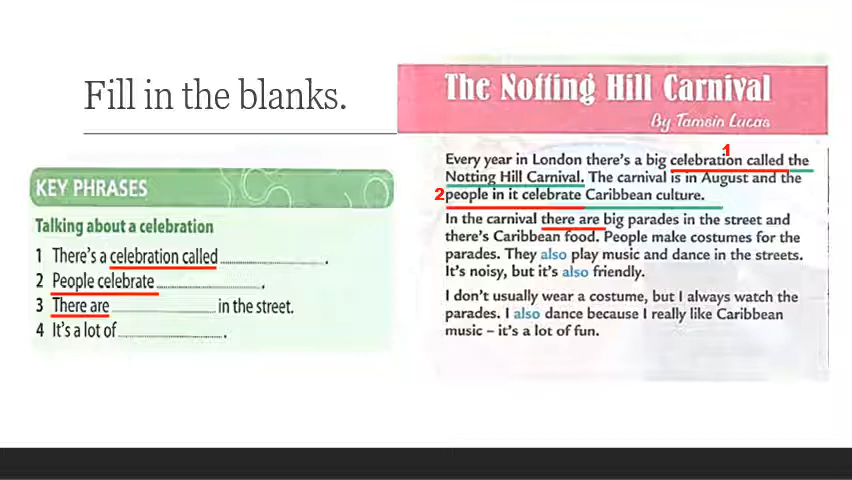 Fill in the blanks.
KEY PHRASES
Talking about a celebration
1 There's a celebration called ........................ .
2 People celebrate ........................ .
3 There are ........................ in the street.
4 It's a lot of ........................ .
The Notting Hill Carnival
By Tamsin Lucas
1
Every year in London there's a big celebration called the
Notting Hill Carnival. The carnival is in August and the
2 people in it celebrate Caribbean culture.
In the carnival there are big parades in the street and
there's Caribbean food. People make costumes for the
parades. They also play music and dance in the streets.
It's noisy, but it's also friendly.
I don't usually wear a costume, but I always watch the
parades. I also dance because I really like Caribbean
music – it's a lot of fun.